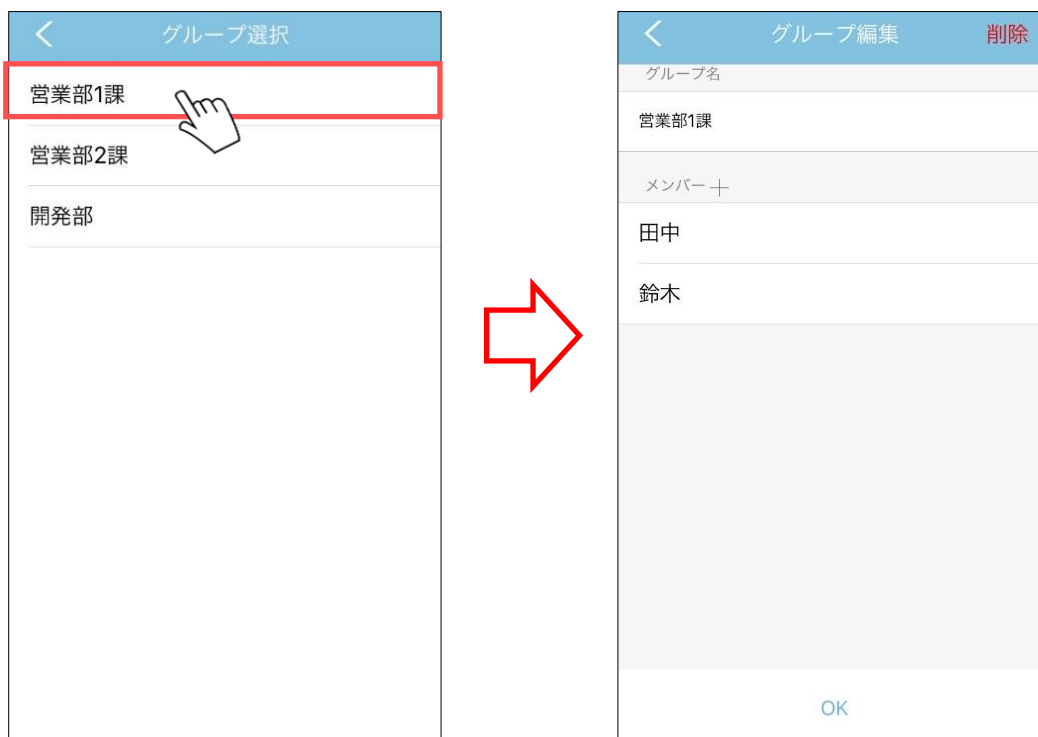 グループ選択
営業部1課
営業部2課
開発部
グループ編集
削除
グループ名
営業部1課
メンバー +
田中
鈴木
OK